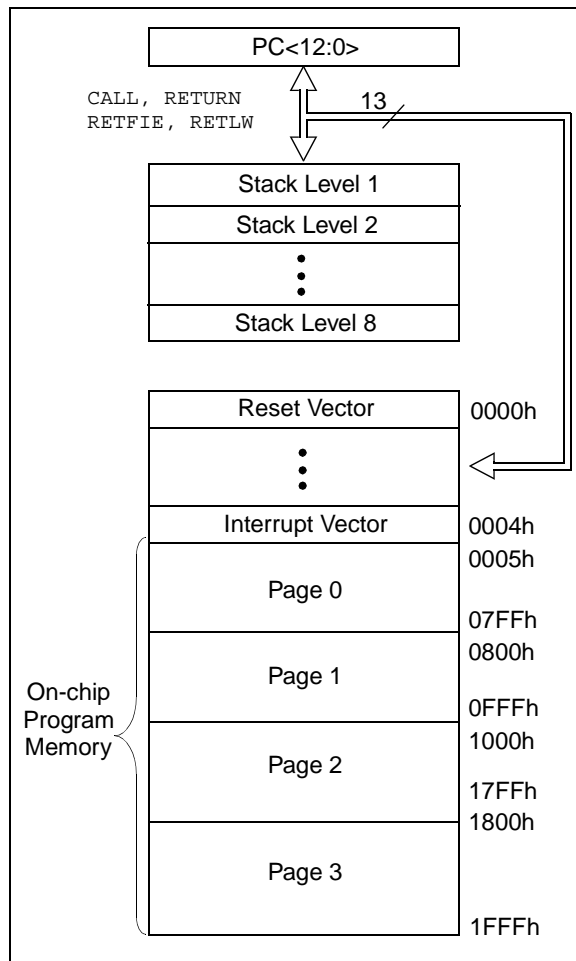 PC<12:0>
CALL, RETURN
RETFIE, RETLW
13
Stack Level 1
Stack Level 2
Stack Level 8
Reset Vector
0000h
Interrupt Vector
0004h
0005h
Page 0
07FFh
0800h
Page 1
0FFFh
On-chip
Program
Memory
1000h
Page 2
17FFh
1800h
Page 3
1FFFh